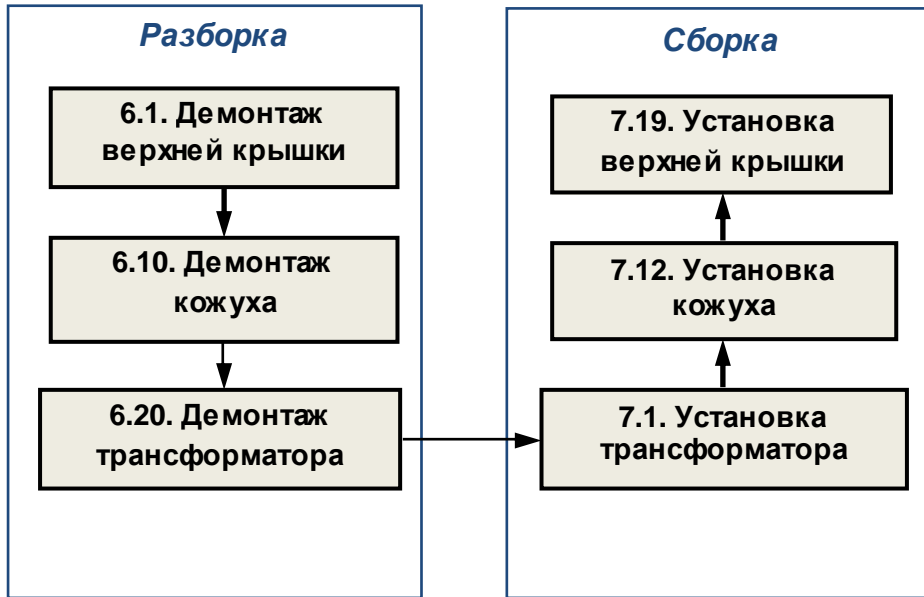 Разборка
6.1. Демонтаж
верхней крышки
6.10. Демонтаж
кожуха
6.20. Демонтаж
трансформатора
Сборка
7.19. Установка
верхней крышки
7.12. Установка
кожуха
7.1. Установка
трансформатора